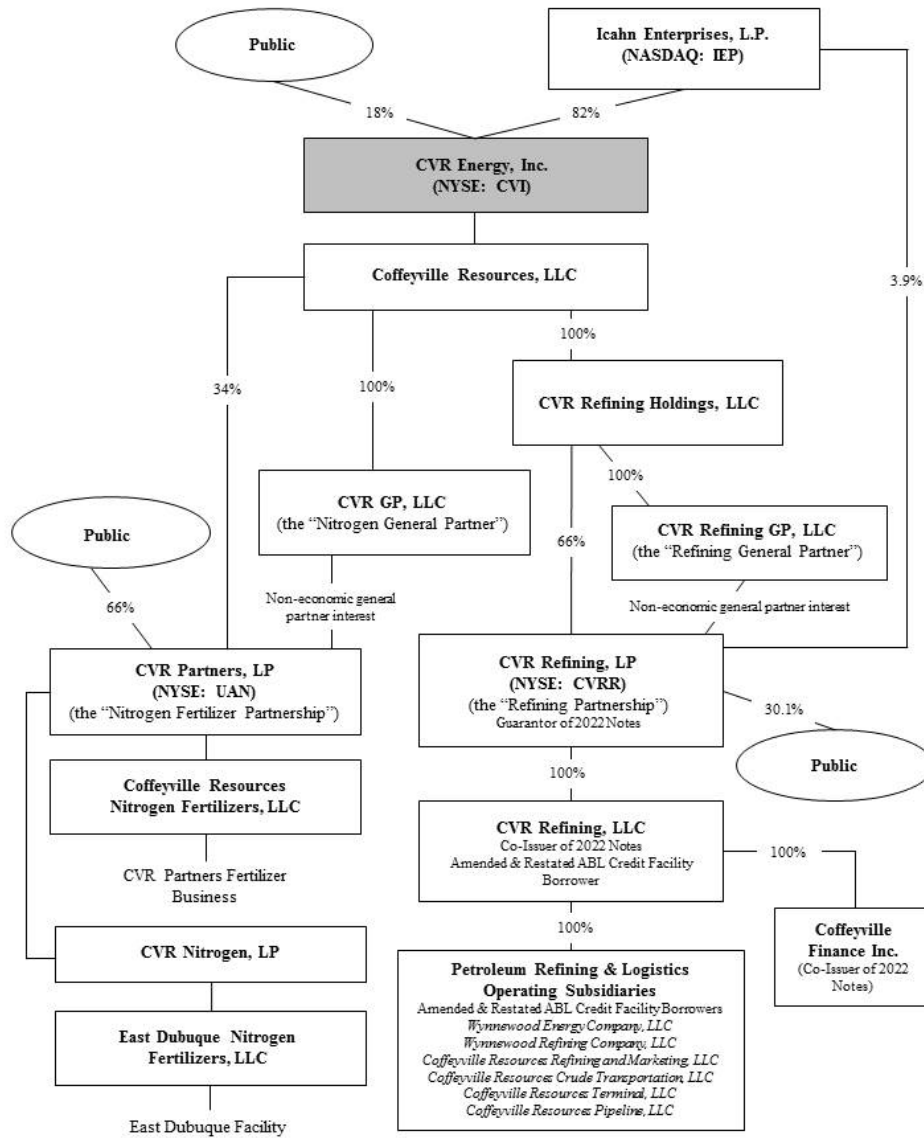 Public
Icahn Enterprises, L.P.
(NASDAQ: IEP)
18%
82%
CVR Energy, Inc.
(NYSE: CVI)
Coffeyville Resources, LLC
3.9%
100%
34%
100%
CVR Refining Holdings, LLC
100%
CVR GP, LLC
(the “Nitrogen General Partner”)
Public
66%
CVR Refining GP, LLC
(the “Refining General Partner”)
66%
Non-economic general
partner interest
Non-economic general partner interest
CVR Partners, LP
(NYSE: UAN)
(the “Nitrogen Fertilizer Partnership”)
CVR Refining, LP
(NYSE: CVRR)
(the “Refining Partnership”)
Guarantor of 2022 Notes
30.1%
Public
100%
Coffeyville Resources
Nitrogen Fertilizers, LLC
CVR Refining, LLC
Co-Issuer of 2022 Notes
Amended & Restated ABL Credit Facility
Borrower
100%
CVR Partners Fertilizer
Business
100%
Coffeyville
Finance Inc.
(Co-Issuer of 2022
Notes)
CVR Nitrogen, LP
Petroleum Refining & Logistics
Operating Subsidiaries
Amended & Restated ABL Credit Facility Borrowers
Wynnewood Energy Company, LLC
Wynnewood Refining Company, LLC
Coffeyville Resources Refining and Marketing, LLC
Coffeyville Resources Crude Transportation, LLC
Coffeyville Resources Terminal, LLC
Coffeyville Resources Pipeline, LLC
East Dubuque Nitrogen
Fertilizers, LLC
East Dubuque Facility